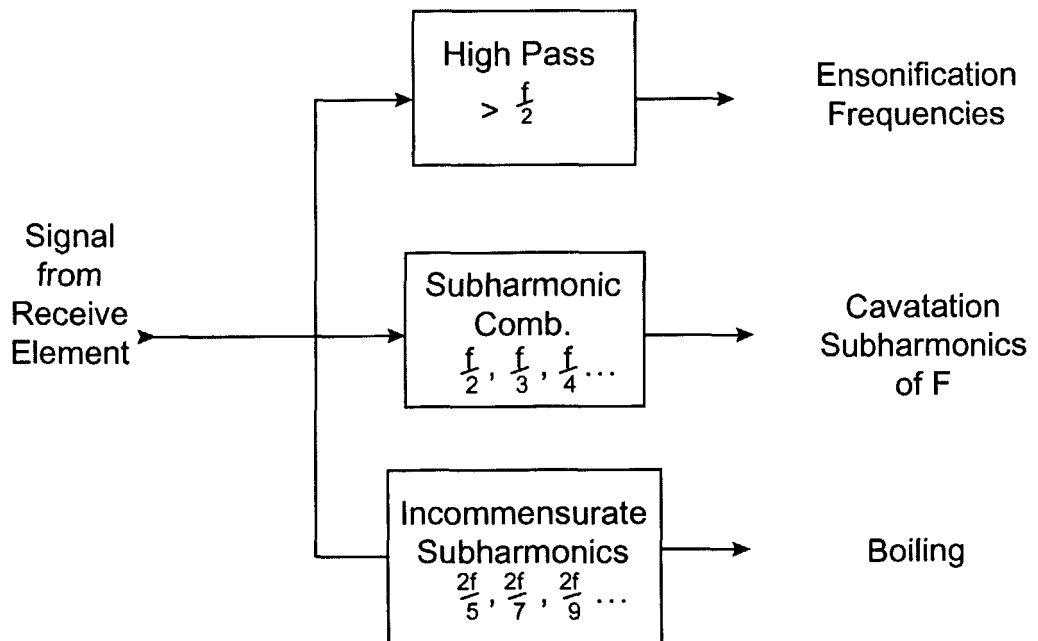 Signal
from
Receive
Element
High Pass
> f/2
Ensonification
Frequencies
Subharmonic
Comb.
f/2, f/3, f/4 ...
Cavatation
Subharmonics
of F
Incommensurate
Subharmonics
2f/5, 2f/7, 2f/9 ...
Boiling